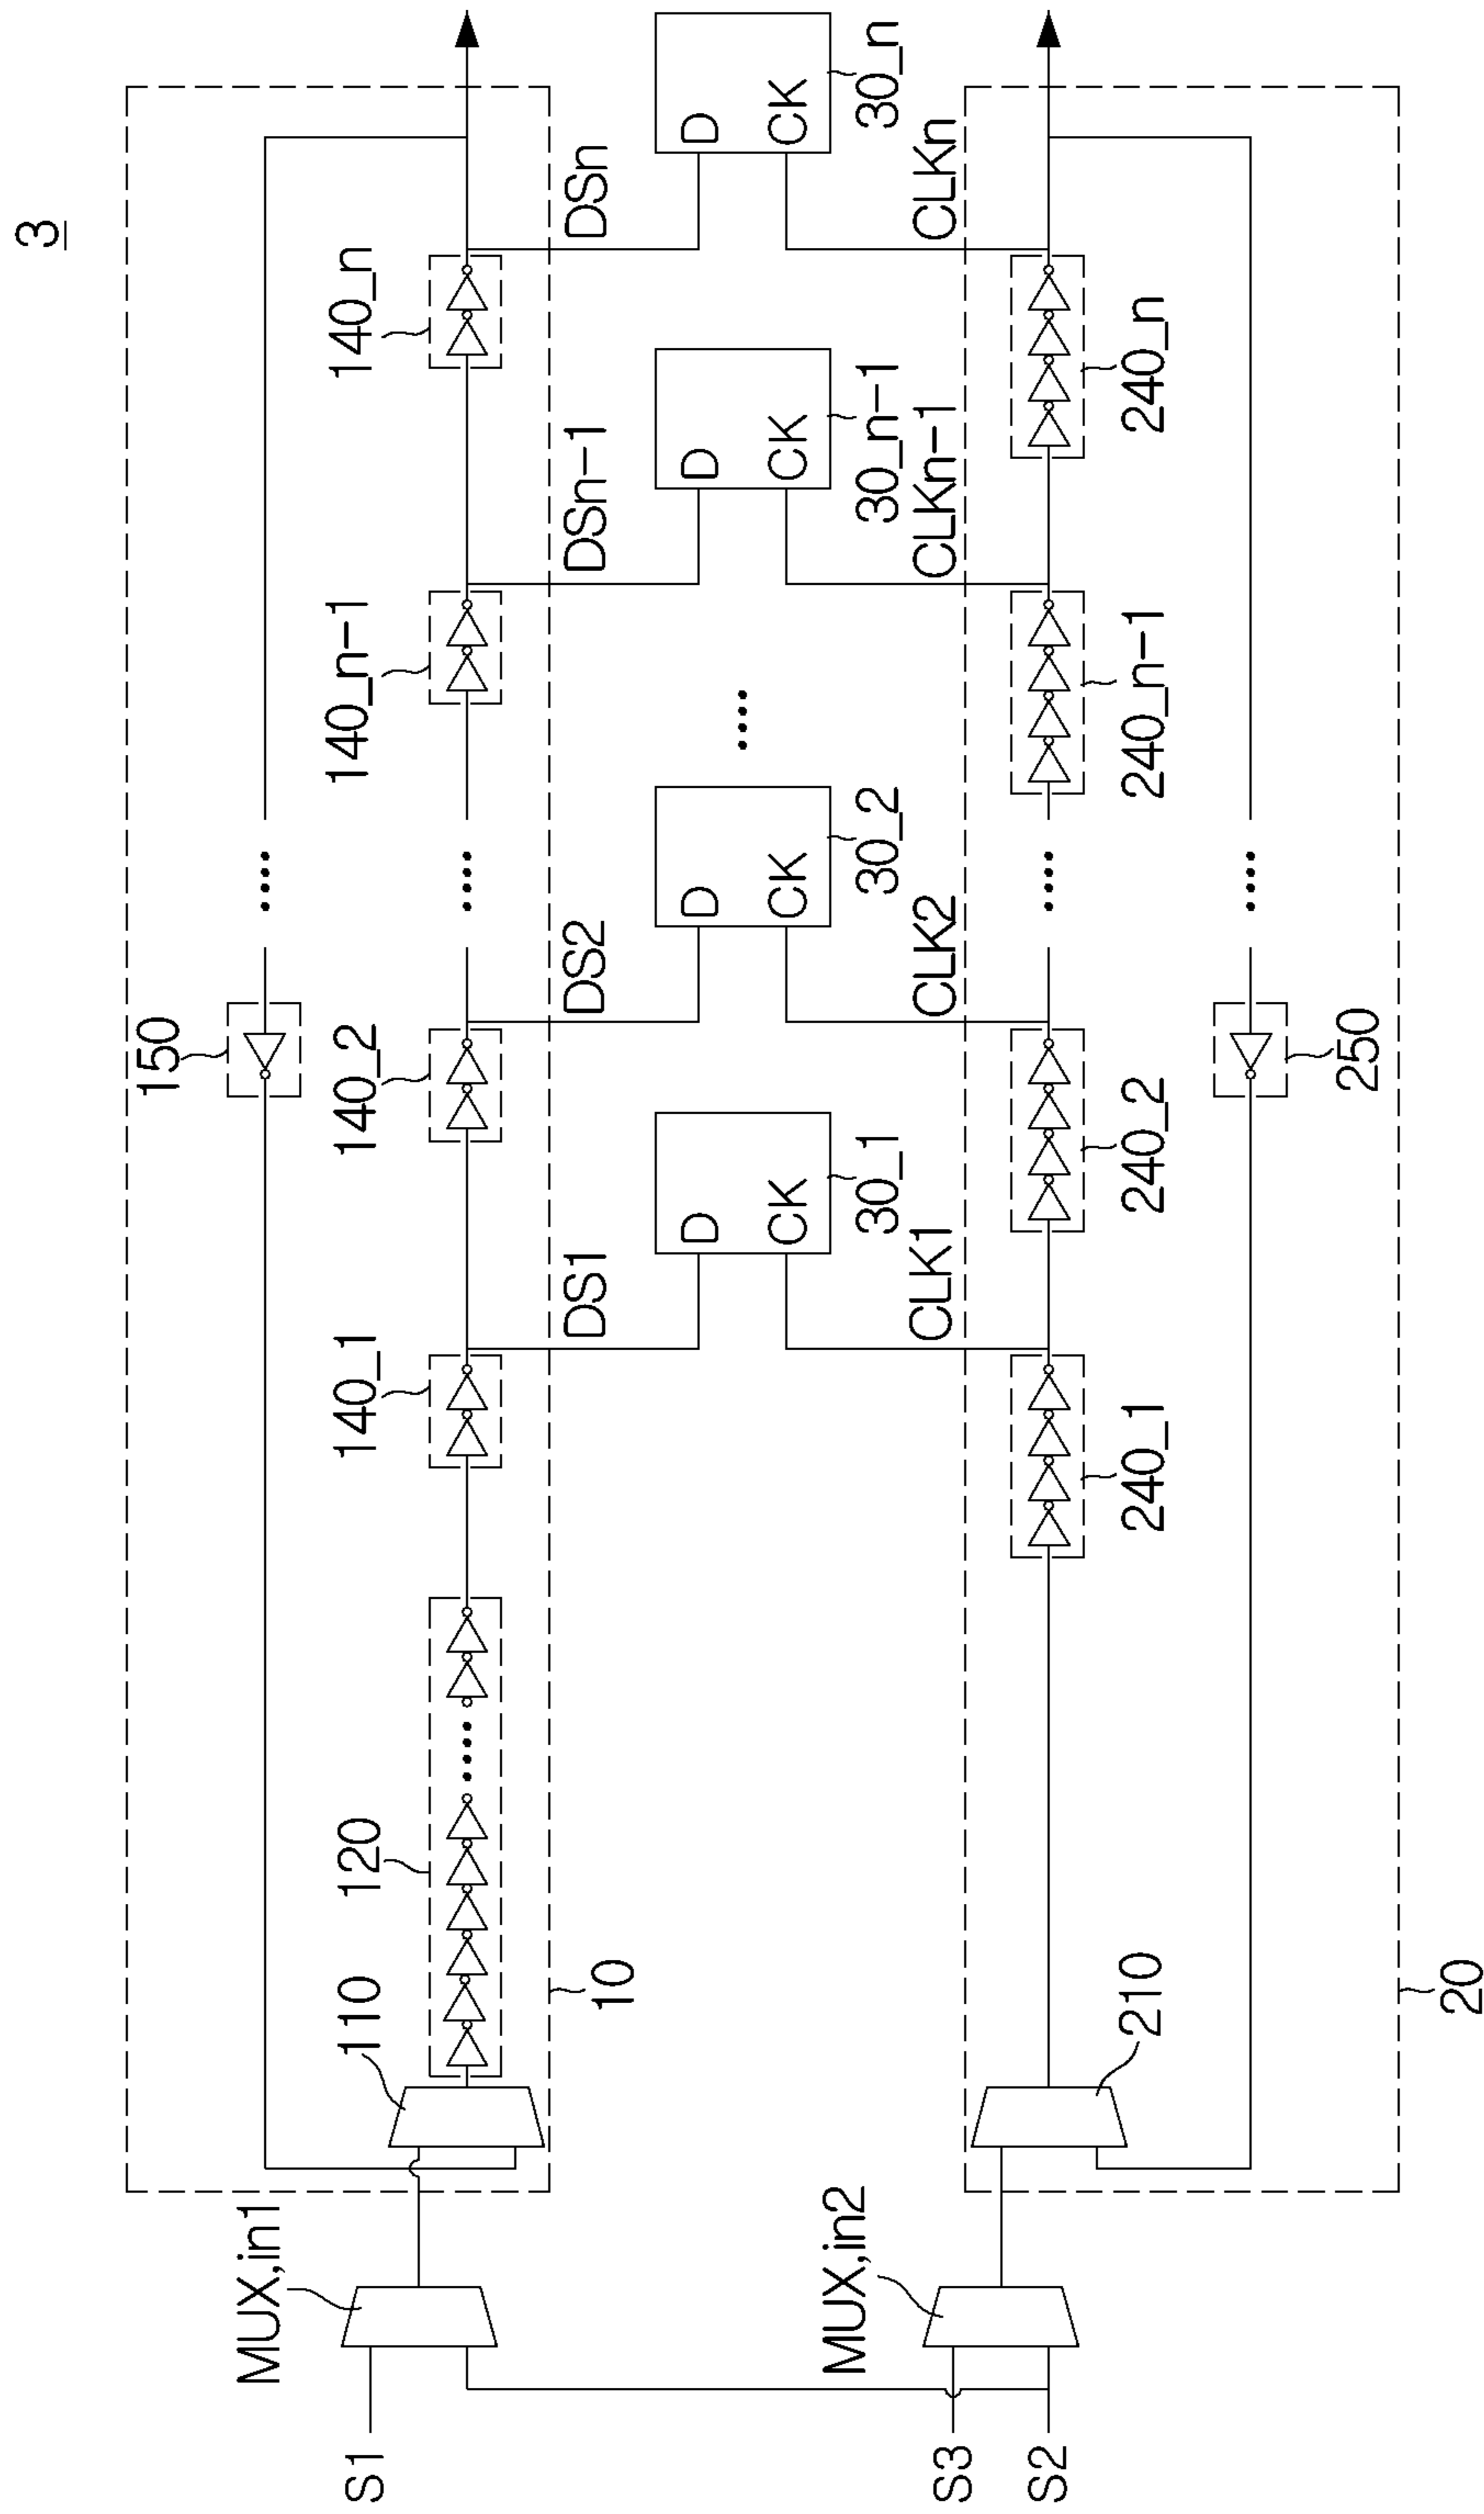 3
150
140_1
140_2
140_n-1
140_n
120
110
10
DS1
DS2
DSn-1
DSn
D
CK
D
CK
D
CK
D
CK
30_1
30_2
30_n-1
30_n
CLK1
CLK2
CLKn-1
CLKn
MUX,in1
S1
MUX,in2
S3
S2
210
240_1
240_2
240_n-1
240_n
250
20